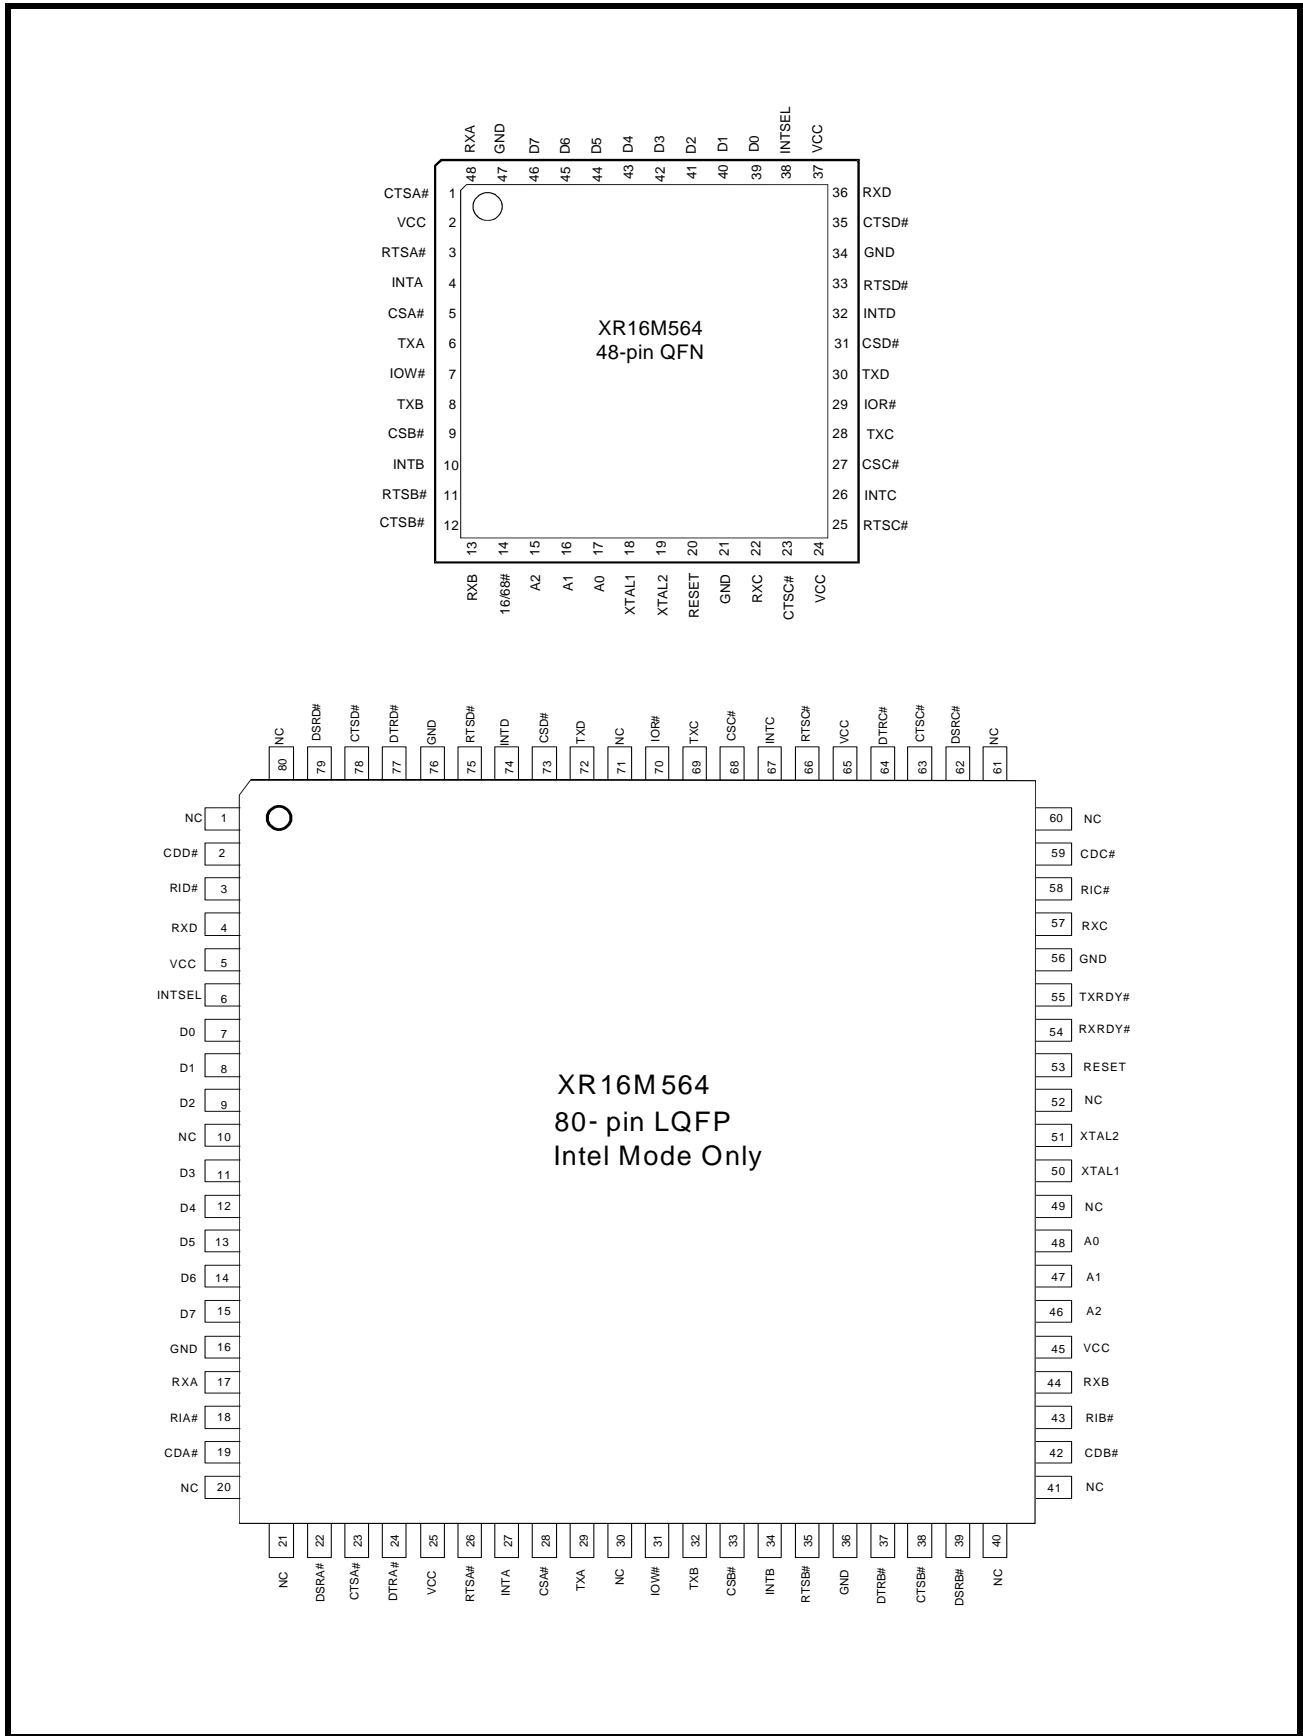 RXA GND D7 D6 D5 D4 D3 D2 D1 D0 INTSEL VCC
48 47 46 45 44 43 42 41 40 39 38 37
CTSA# 1 36 RXD
VCC 2 35 CTSD#
RTSA# 3 34 GND
INTA 4 33 RTSD#
CSA# 5 32 INTD
XR16M564
TXA 6 31 CSD#
48-pin QFN
IOW# 7 30 TXD
TXB 8 29 IOR#
CSB# 9 28 TXC
INTB 10 27 CSC#
RTSB# 11 26 INTC
CTSB# 12 25 RTSC#
13 14 15 16 17 18 19 20 21 22 23 24
RXB 16/68# A2 A1 A0 XTAL1 XTAL2 RESET GND RXC CTSC# VCC
NC DSRD# CTSD# DTRD# GND RTSD# INTD CSD# TXD NC IOR# TXC CSC# INTC RTSC# VCC DTRC# CTSC# DSRC# NC
80 79 78 77 76 75 74 73 72 71 70 69 68 67 66 65 64 63 62 61
NC 1 60 NC
CDD# 2 59 CDC#
RID# 3 58 RIC#
RXD 4 57 RXC
VCC 5 56 GND
INTSEL 6 55 TXRDY#
D0 7 54 RXRDY#
D1 8 53 RESET
XR16M564
D2 9 52 NC
80- pin LQFP
NC 10 51 XTAL2
Intel Mode Only
D3 11 50 XTAL1
D4 12 49 NC
D5 13 48 A0
D6 14 47 A1
D7 15 46 A2
GND 16 45 VCC
RXA 17 44 RXB
RIA# 18 43 RIB#
CDA# 19 42 CDB#
NC 20 41 NC
21 22 23 24 25 26 27 28 29 30 31 32 33 34 35 36 37 38 39 40
NC DSRA# CTSA# DTRA# VCC RTSA# INTA CSA# TXA NC IOW# TXB CSB# INTB RTSB# GND DTRB# CTSB# DSRB# NC